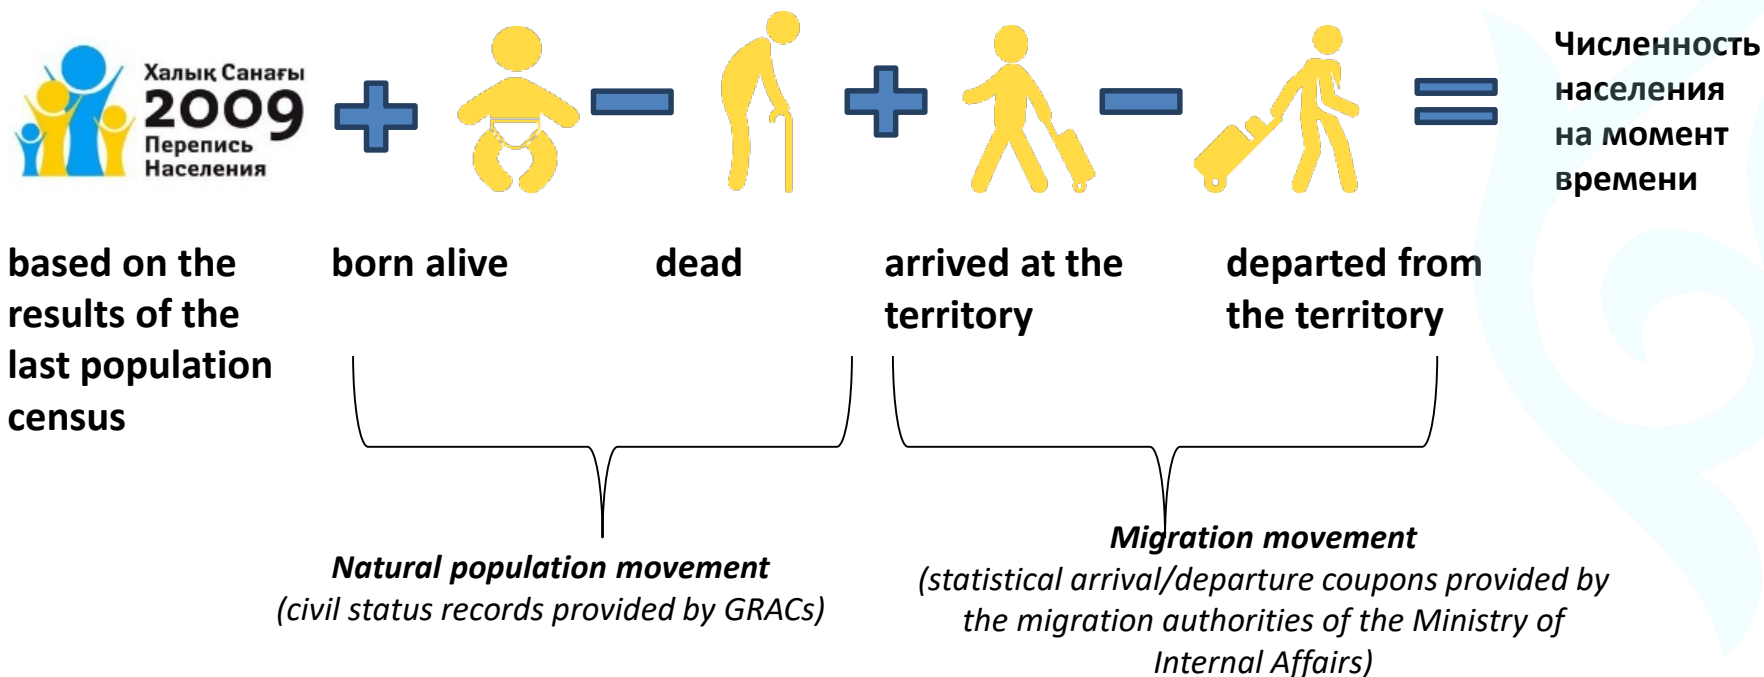 Халық Санағы
2009
Перепись
Населения
Численность
населения
на момент
времени
based on the
results of the
last population
census
born alive
dead
arrived at the
territory
departed from
the territory
Natural population movement
(civil status records provided by GRACs)
Migration movement
(statistical arrival/departure coupons provided by
the migration authorities of the Ministry of
Internal Affairs)